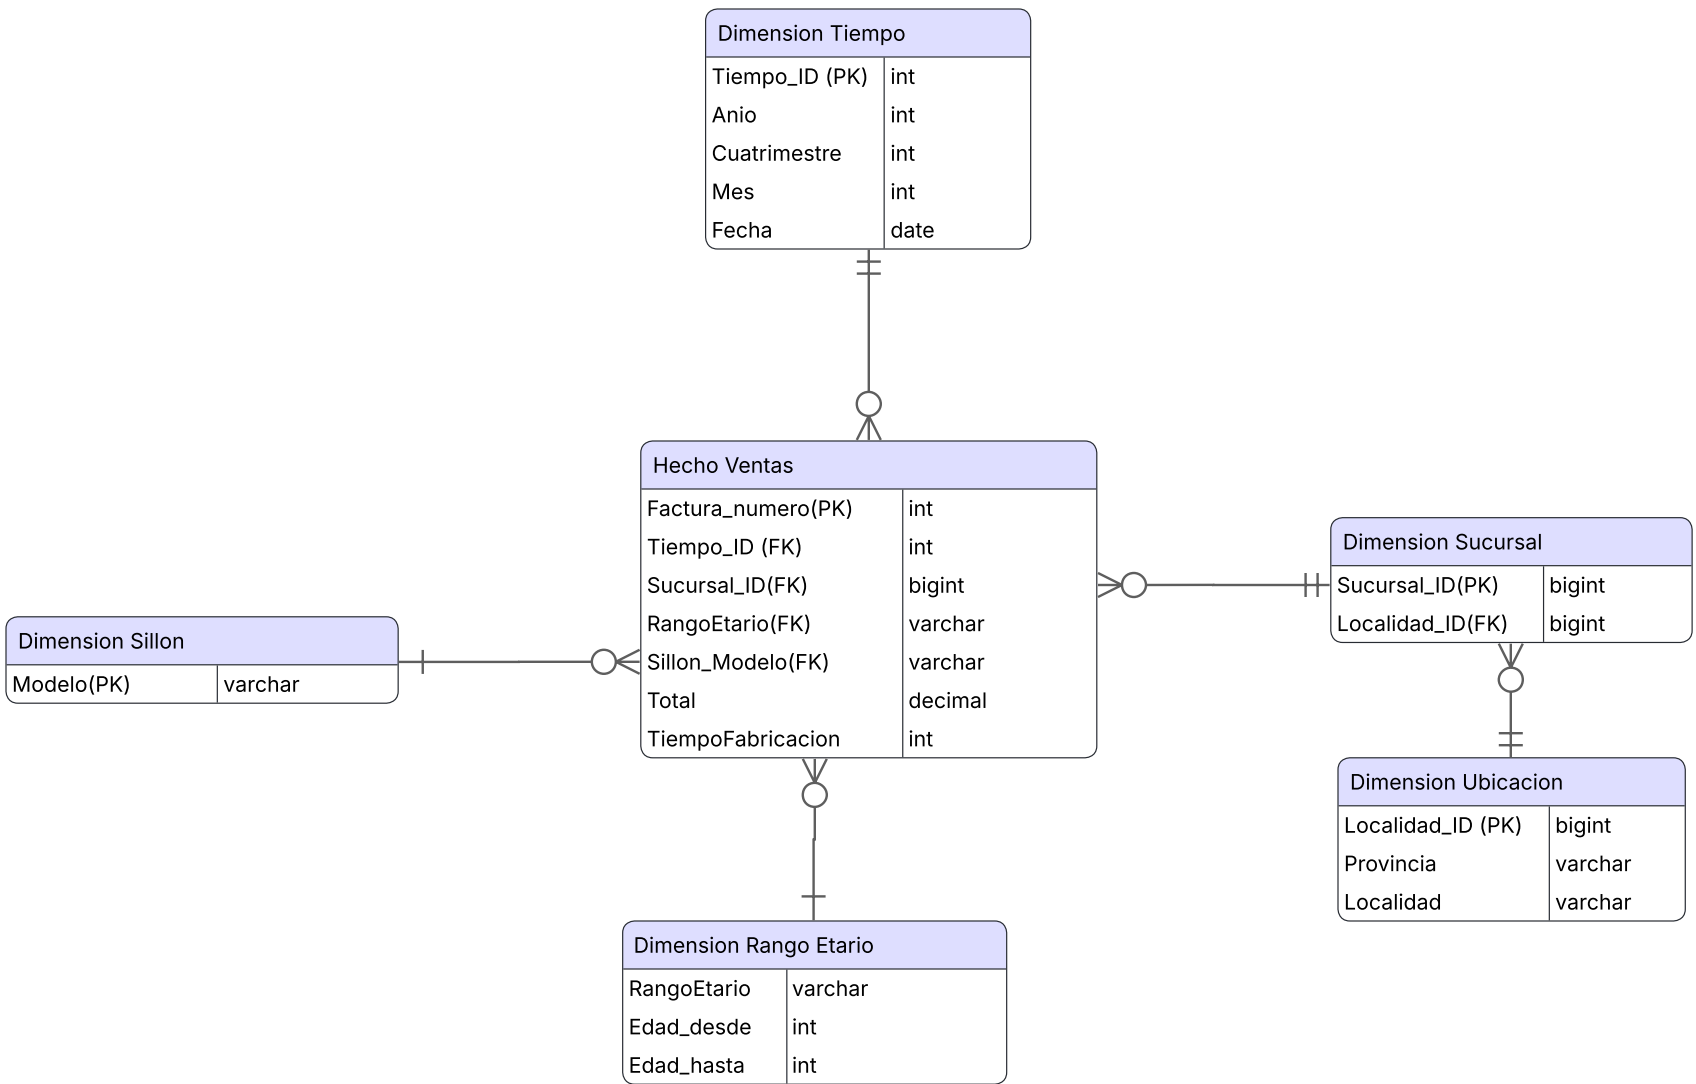 Dimension Tiempo
Tiempo_ID (PK) int
Anio int
Cuatrimestre int
Mes int
Fecha date
Hecho Ventas
Factura_numero(PK) int
Tiempo_ID (FK) int
Sucursal_ID(FK) bigint
RangoEtario(FK) varchar
Sillon_Modelo(FK) varchar
Total decimal
TiempoFabricacion int
Dimension Sucursal
Sucursal_ID(PK) bigint
Localidad_ID(FK) bigint
Dimension Sillon
Modelo(PK) varchar
Dimension Ubicacion
Localidad_ID (PK) bigint
Provincia varchar
Localidad varchar
Dimension Rango Etario
RangoEtario varchar
Edad_desde int
Edad_hasta int